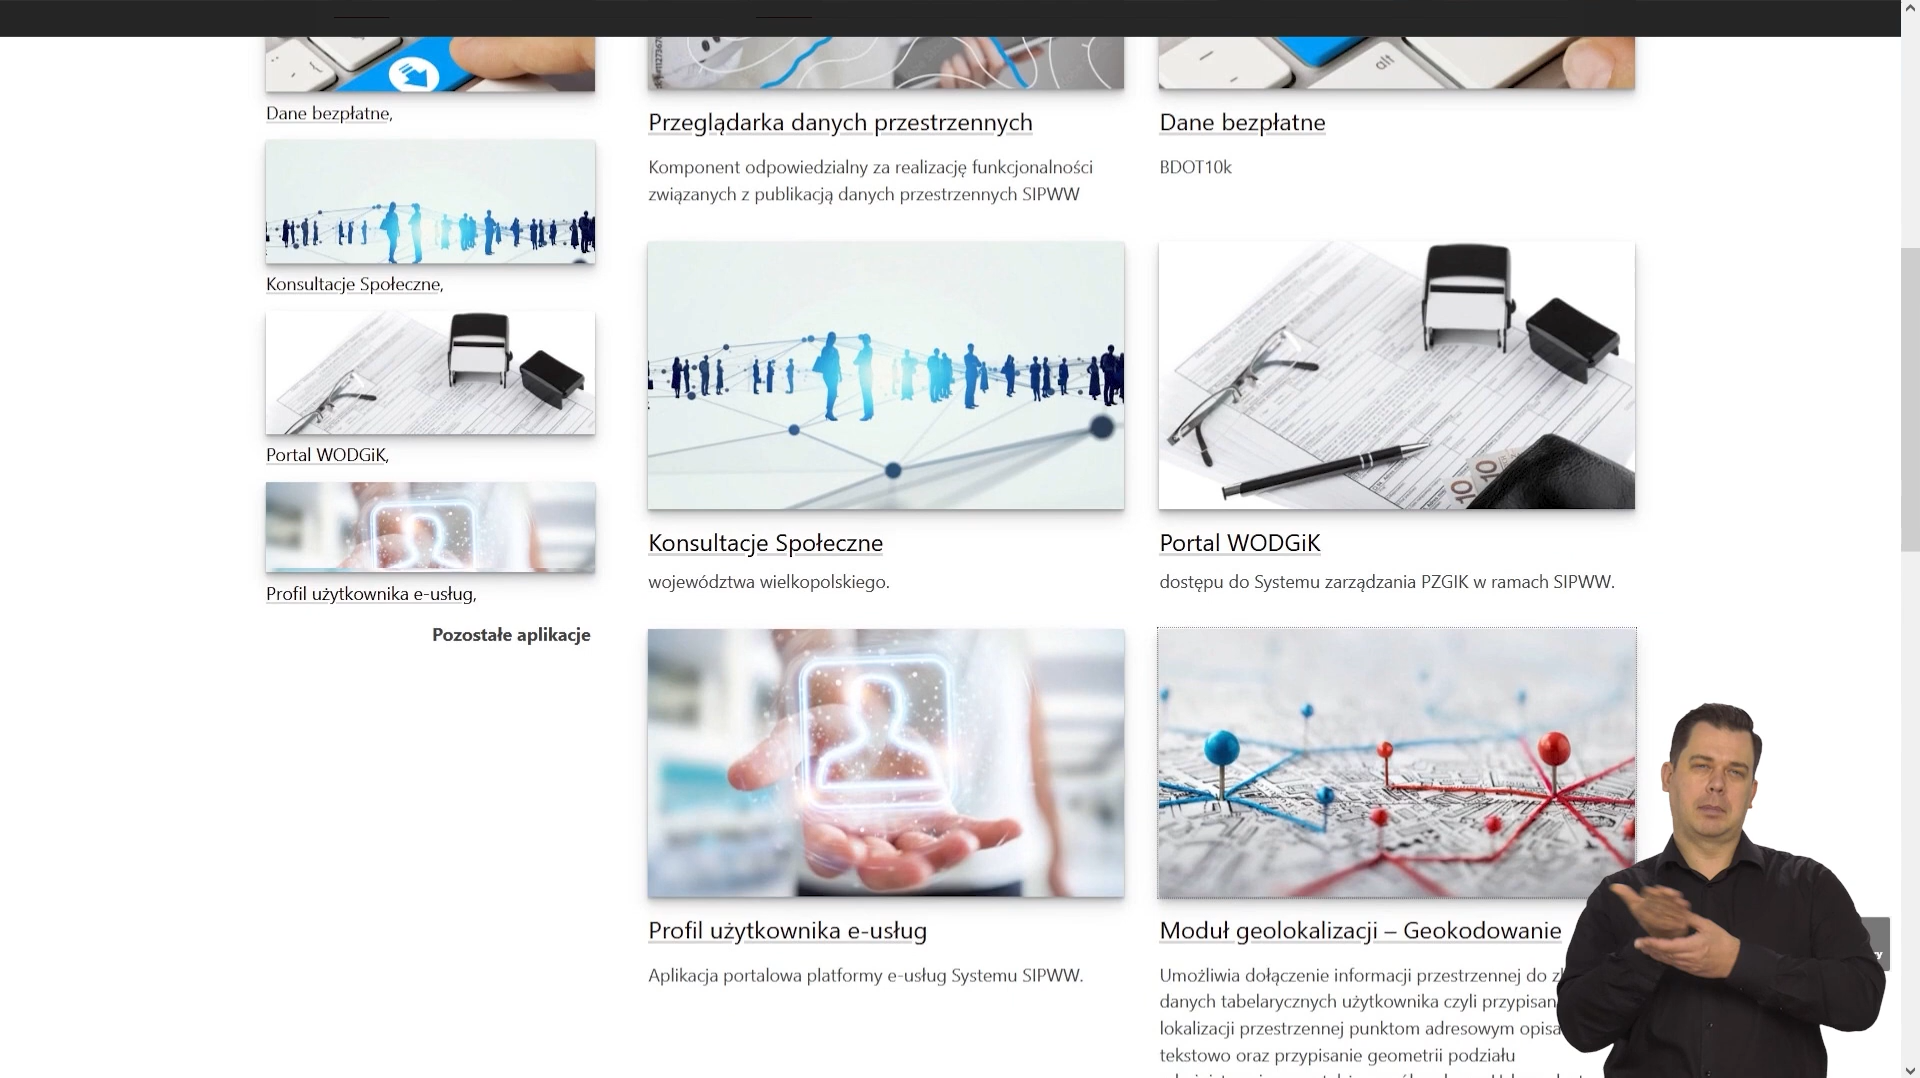 Dane bezpłatne,
Konsultacje Społeczne,
Portal WODGiK,
Profil użytkownika e-usług,
Pozostałe aplikacje
Przeglądarka danych przestrzennych
Komponent odpowiedzialny za realizację funkcjonalności
związanych z publikacją danych przestrzennych SIPWW
Dane bezpłatne
BDOT10k
alt
Konsultacje Społeczne
województwa wielkopolskiego.
Portal WODGiK
dostępu do Systemu zarządzania PZGIK w ramach SIPWW.
10
10
Profil użytkownika e-usług
Aplikacja portalowa platformy e-usług Systemu SIPWW.
Moduł geolokalizacji – Geokodowanie
Umożliwia dołączenie informacji przestrzennej do
danych tabelarycznych użytkownika czyli
lokalizacji przestrzennej punktom adresowym
tekstowo oraz przypisanie geometrii podziału